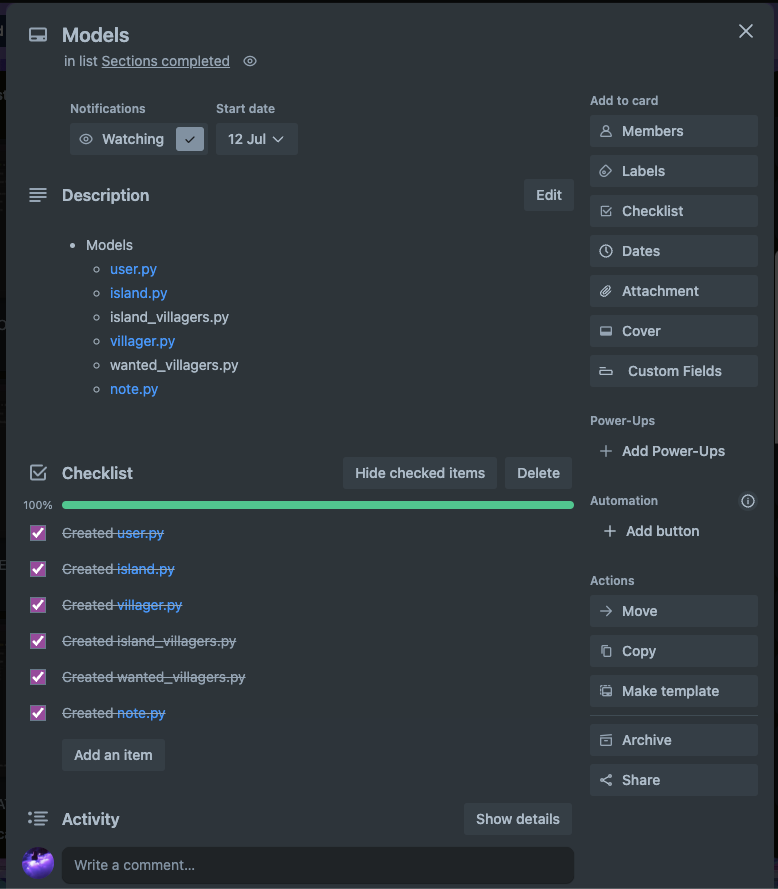 Models
in list Sections completed
Notifications
Start date
Watching
12 Jul
Description
Edit
Models
user.py
island.py
island_villagers.py
villager.py
wanted_villagers.py
note.py
Checklist
Hide checked items
Delete
100%
Created user.py
Created island.py
Created villager.py
Created island_villagers.py
Created wanted_villagers.py
Created note.py
Add an item
Activity
Show details
Write a comment...
Add to card
Members
Labels
Checklist
Dates
Attachment
Cover
Custom Fields
Power-Ups
Add Power-Ups
Automation
Add button
Actions
Move
Copy
Make template
Archive
Share